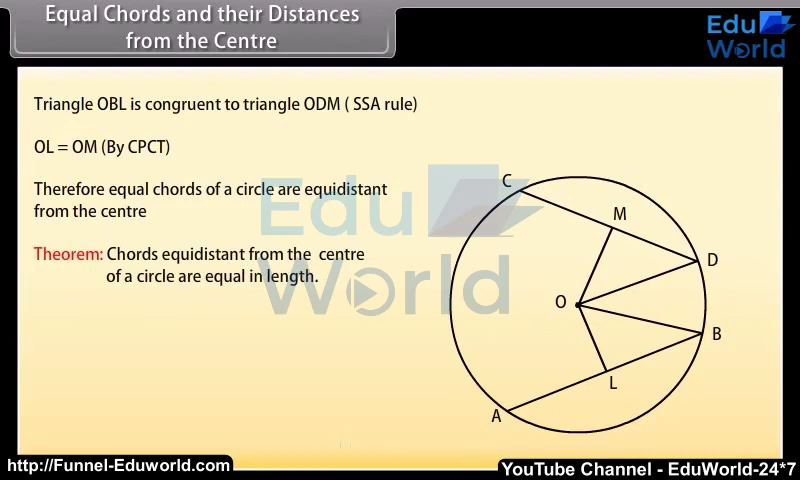 Equal Chords and their Distances
from the Centre
Edu
World
Triangle OBL is congruent to triangle ODM ( SSA rule)
OL = OM (By CPCT)
Therefore equal chords of a circle are equidistant
from the centre
Theorem: Chords equidistant from the centre
of a circle are equal in length.
Edu
World
C
M
D
O
B
L
A
http://Funnel-Eduworld.com
YouTube Channel - EduWorld-24*7